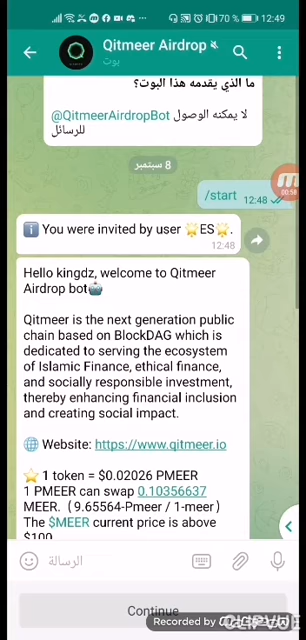 70 % 12:49
Qitmeer Airdrop
بوت
ما الذي يقدمه هذا البوت؟
لا يمكنه الوصول @QitmeerAirdropBot
للرسائل
8 سبتمبر
/start 12:48
00:58
You were invited by user 🌟ES🌟.
12:48
Hello kingdz, welcome to Qitmeer
Airdrop bot🤖
Qitmeer is the next generation public
chain based on BlockDAG which is
dedicated to serving the ecosystem
of Islamic Finance, ethical finance,
and socially responsible investment,
thereby enhancing financial inclusion
and creating social impact.
🌐 Website: https://www.qitmeer.io
⭐ 1 token = $0.02026 PMEER
1 PMEER can swap 0.10356637
MEER. (9.65564-Pmeer / 1-meer)
The $MEER current price is above
$100
الرسالة
Continue
Recorded by